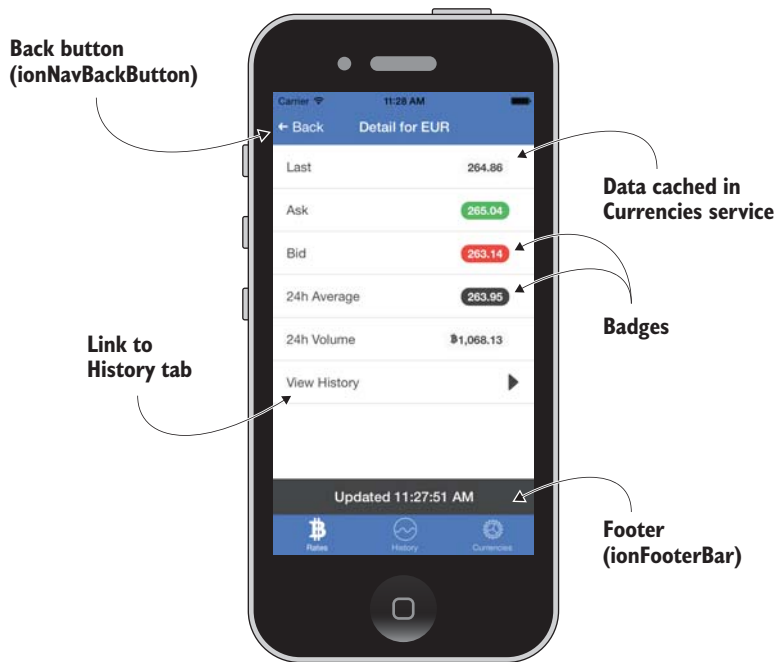 Back button
(ionNavBackButton)
Carrier 11:28 AM
← Back Detail for EUR
Last 264.86
Ask 265.04
Bid 263.14
24h Average 263.95
24h Volume ฿1,068.13
View History
Updated 11:27:51 AM
Rates History Currencies
Data cached in
Currencies service
Badges
Link to
History tab
Footer
(ionFooterBar)